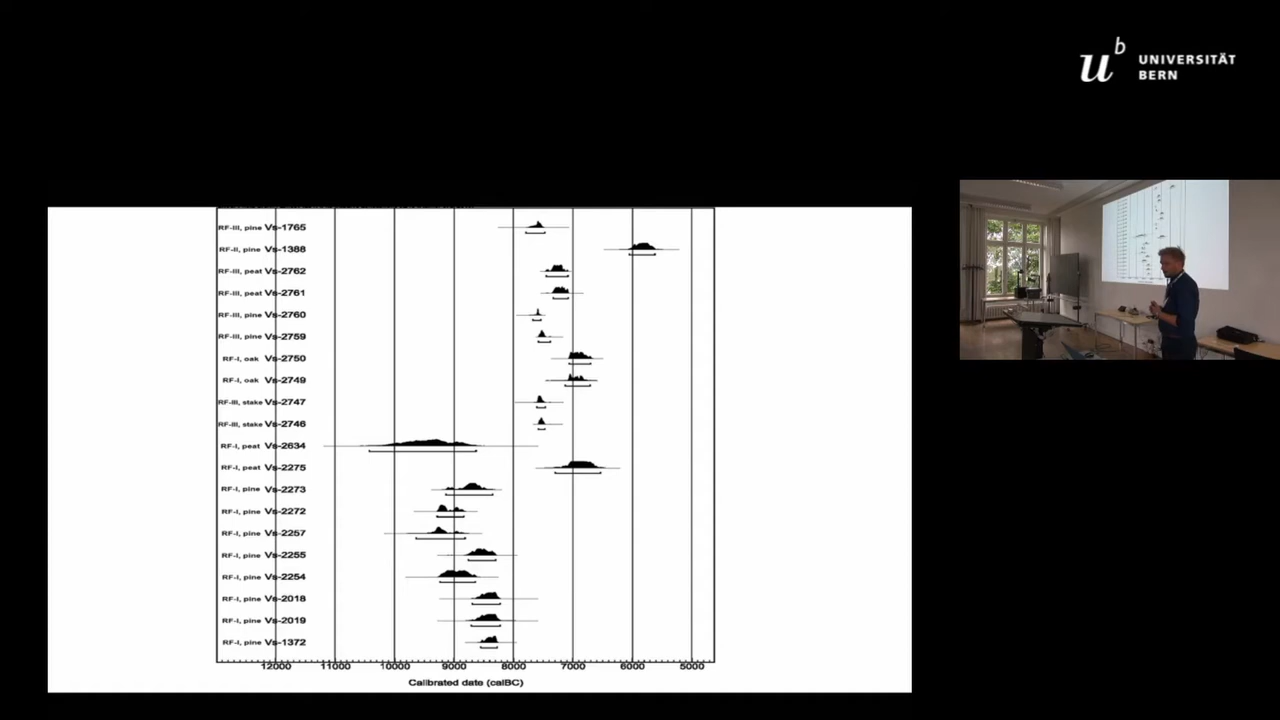 u b UNIVERSITÄT
BERN
RF-III, pine Vs-1765
RF-II, pine Vs-1388
RF-III, peat Vs-2762
RF-III, peat Vs-2761
RF-III, pine Vs-2760
RF-III, pine Vs-2759
RF-I, oak Vs-2750
RF-I, oak Vs-2749
RF-III, stake Vs-2747
RF-III, stake Vs-2746
RF-I, peat Vs-2634
RF-I, peat Vs-2275
RF-I, pine Vs-2273
RF-I, pine Vs-2272
RF-I, pine Vs-2257
RF-I, pine Vs-2255
RF-I, pine Vs-2254
RF-I, pine Vs-2018
RF-I, pine Vs-2019
RF-I, pine Vs-1372
12000 11000 10000 9000 8000 7000 6000 5000
Calibrated date (calBC)